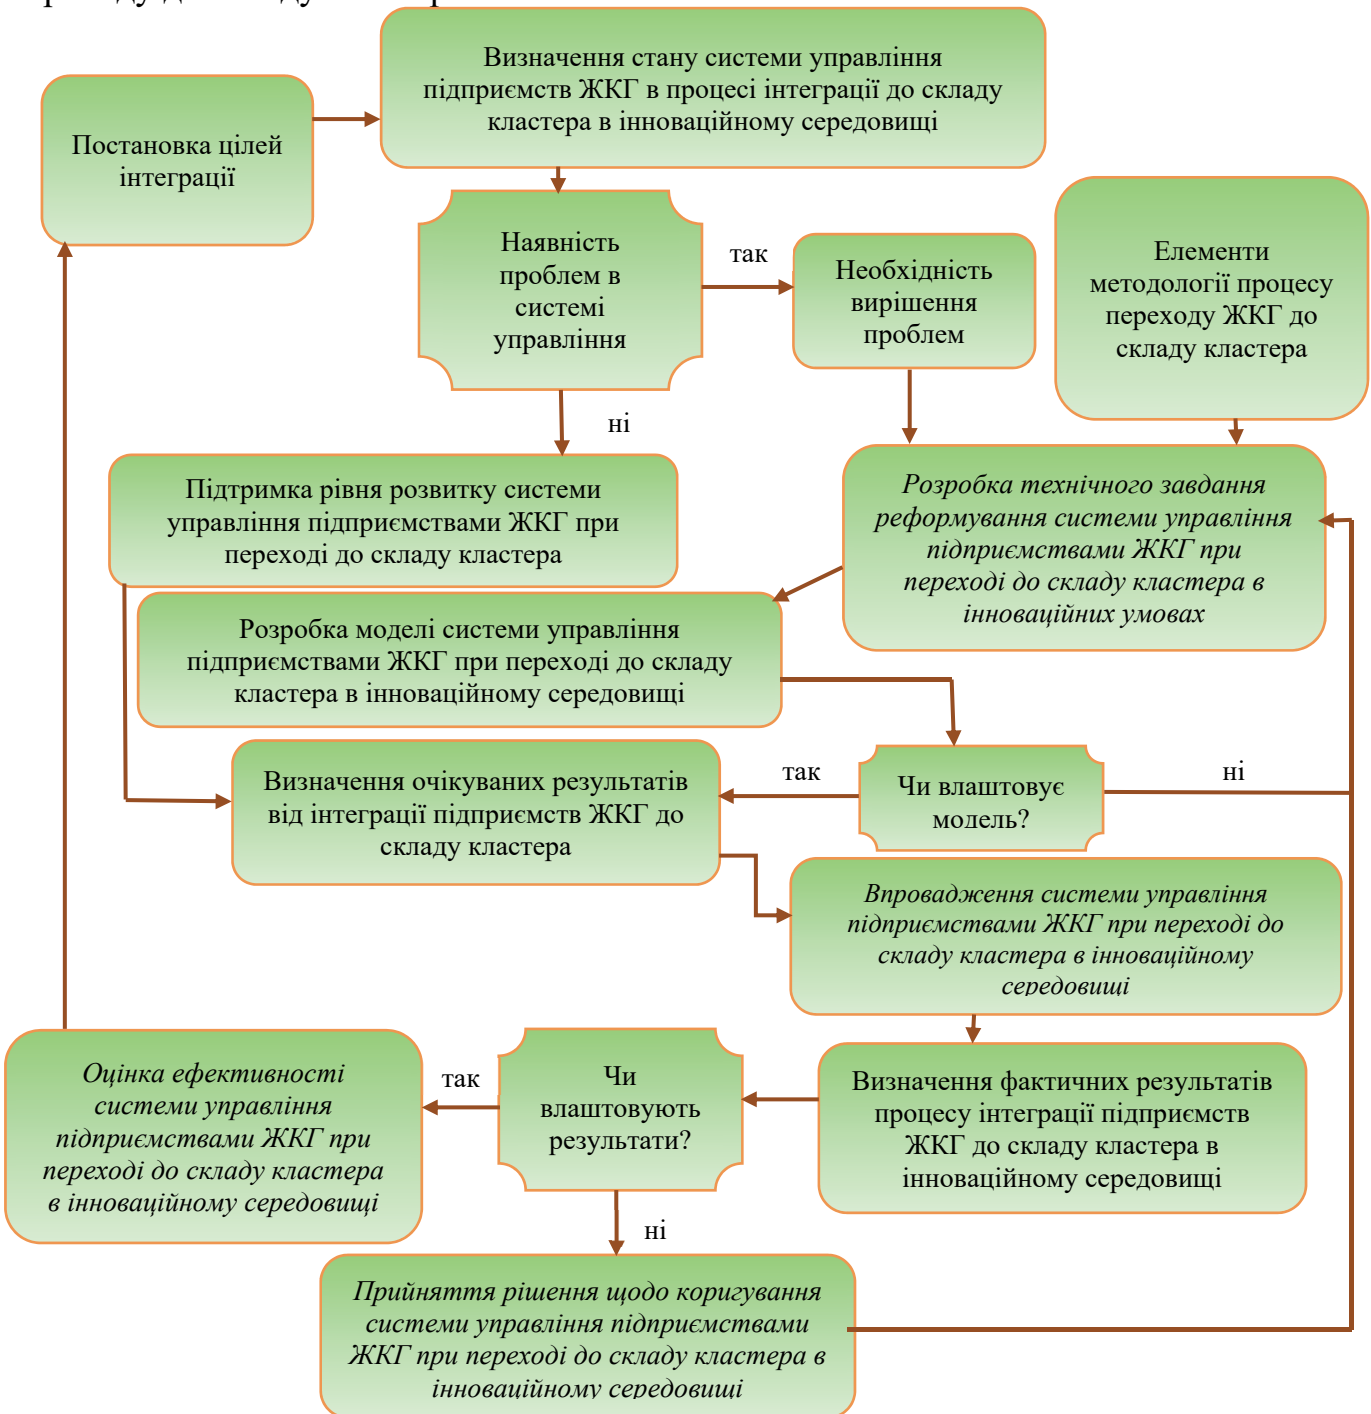 Визначення стану системи управління
підприємств ЖКГ в процесі інтеграції до складу
кластера в інноваційному середовищі
Постановка цілей
інтеграції
Наявність
проблем в
системі
управління
так
Необхідність
вирішення
проблем
Елементи
методології процесу
переходу ЖКГ до
складу кластера
ні
Підтримка рівня розвитку системи
управління підприємствами ЖКГ при
переході до складу кластера
Розробка технічного завдання
реформування системи управління
підприємствами ЖКГ при
переході до складу кластера в
інноваційних умовах
Розробка моделі системи управління
підприємствами ЖКГ при переході до складу
кластера в інноваційному середовищі
Визначення очікуваних результатів
від інтеграції підприємств ЖКГ до
складу кластера
так
Чи влаштовує
модель?
ні
Впровадження системи управління
підприємствами ЖКГ при переході до
складу кластера в інноваційному
середовищі
Оцінка ефективності
системи управління
підприємствами ЖКГ при
переході до складу кластера
в інноваційному середовищі
так
Чи
влаштовують
результати?
Визначення фактичних результатів
процесу інтеграції підприємств
ЖКГ до складу кластера в
інноваційному середовищі
ні
Прийняття рішення щодо коригування
системи управління підприємствами
ЖКГ при переході до складу кластера в
інноваційному середовищі